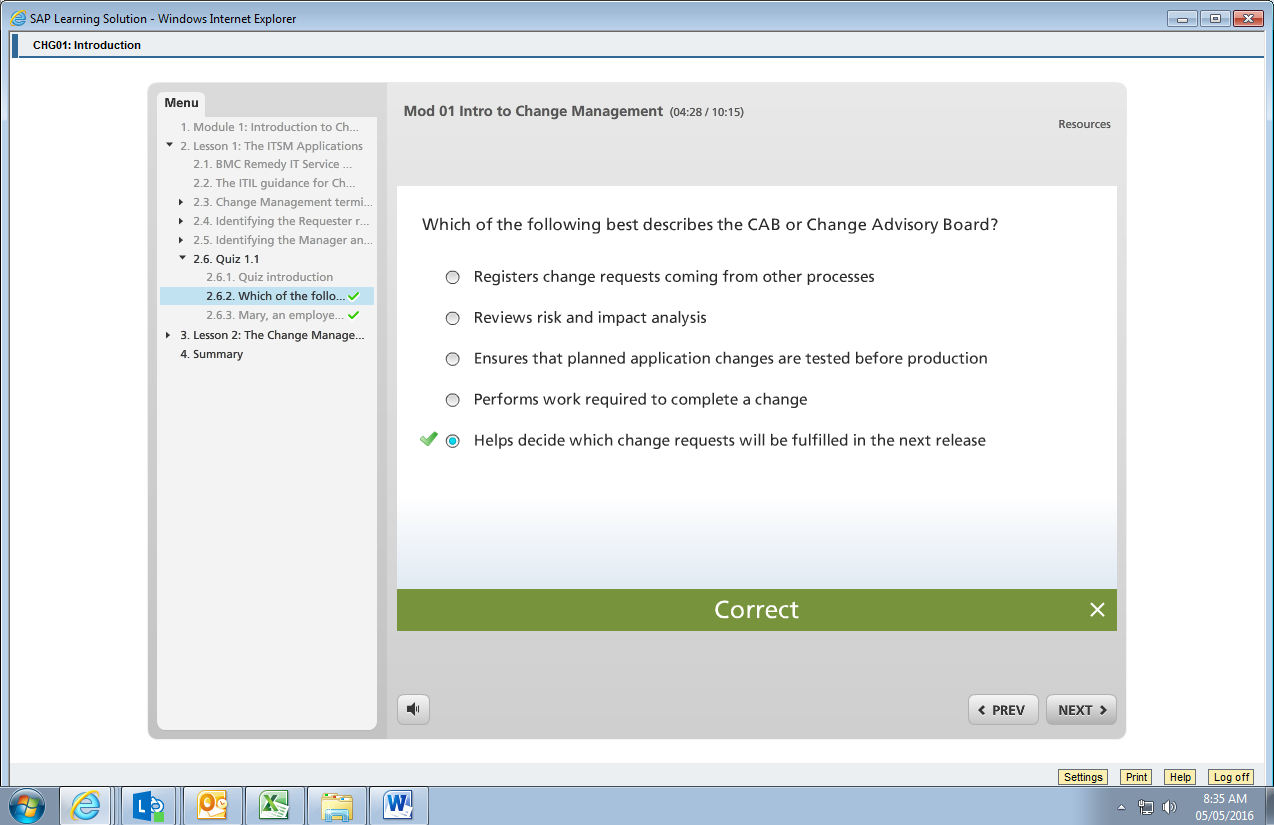 SAP Learning Solution - Windows Internet Explorer
CHG01: Introduction
Menu
1. Module 1: Introduction to Ch...
2. Lesson 1: The ITSM Applications
2.1. BMC Remedy IT Service ...
2.2. The ITIL guidance for Ch...
2.3. Change Management termi...
2.4. Identifying the Requester r...
2.5. Identifying the Manager an...
2.6. Quiz 1.1
2.6.1. Quiz introduction
2.6.2. Which of the follo...
2.6.3. Mary, an employe...
3. Lesson 2: The Change Manage...
4. Summary
Mod 01 Intro to Change Management (04:28 / 10:15)
Resources
Which of the following best describes the CAB or Change Advisory Board?
Registers change requests coming from other processes
Reviews risk and impact analysis
Ensures that planned application changes are tested before production
Performs work required to complete a change
Helps decide which change requests will be fulfilled in the next release
Correct
PREV NEXT
Settings Print Help Log off
8:35 AM
05/05/2016